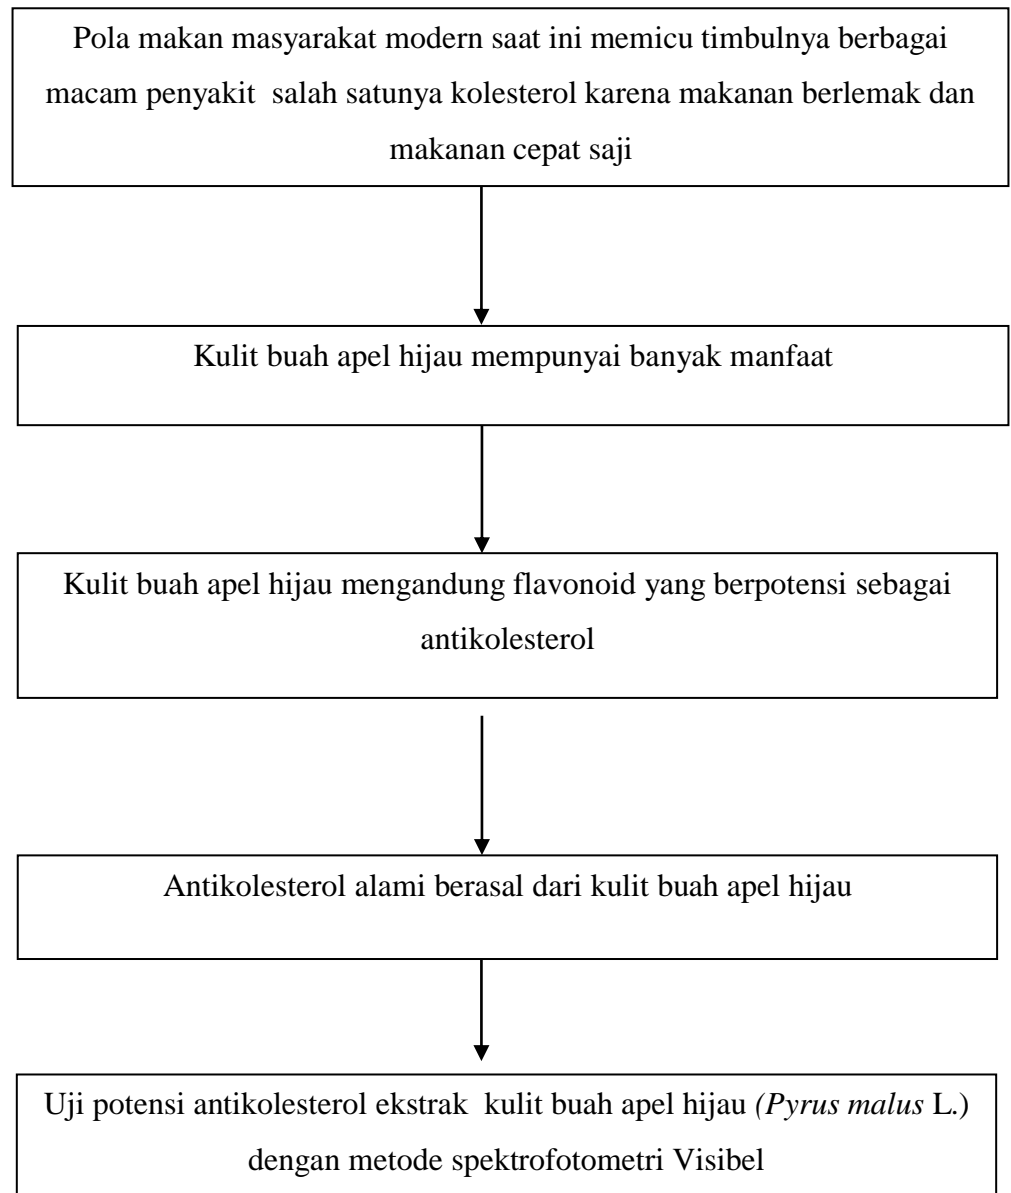 Pola makan masyarakat modern saat ini memicu timbulnya berbagai
macam penyakit  salah satunya kolesterol karena makanan berlemak dan
makanan cepat saji
Kulit buah apel hijau mempunyai banyak manfaat
Kulit buah apel hijau mengandung flavonoid yang berpotensi sebagai
antikolesterol
Antikolesterol alami berasal dari kulit buah apel hijau
Uji potensi antikolesterol ekstrak  kulit buah apel hijau (Pyrus malus L.)
dengan metode spektrofotometri Visibel